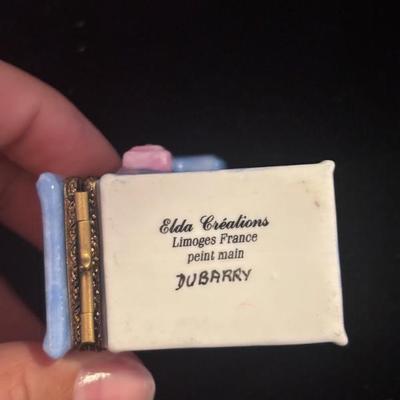 Elda Créations
Limoges France
peint main
DUBARRY